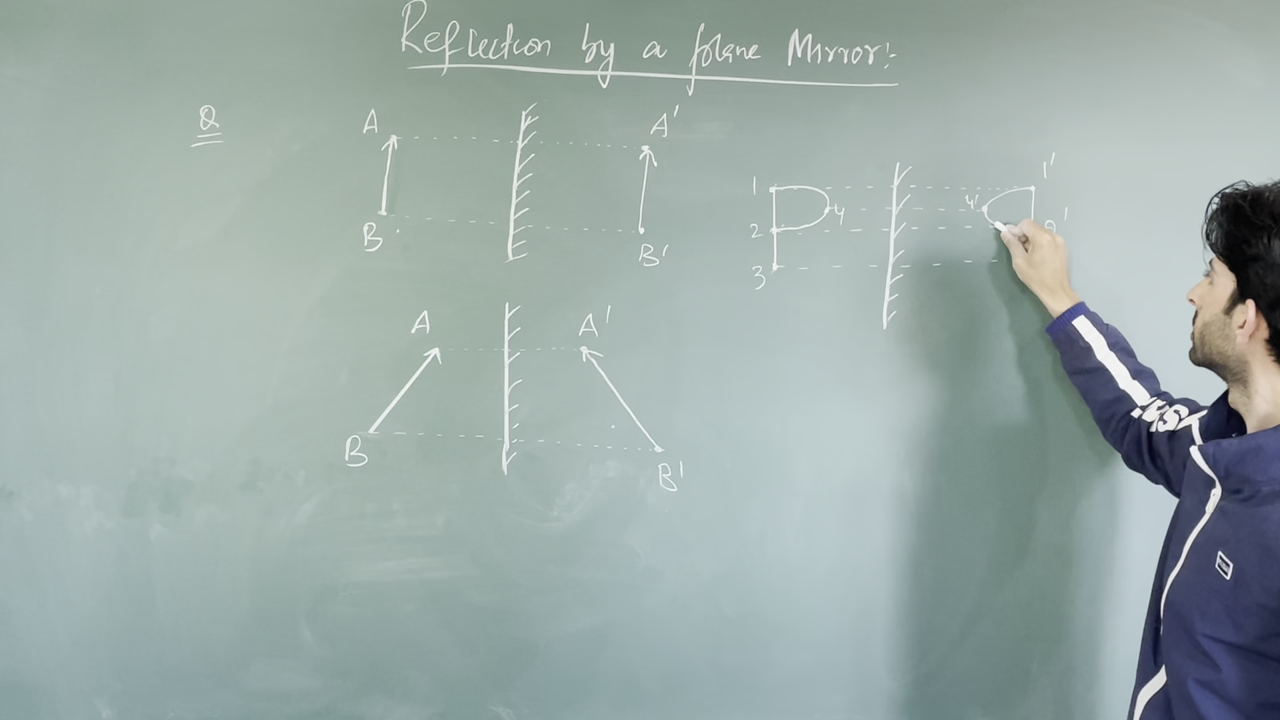 Reflection by a plane Mirror:-
Q
A A'
B B'
1 1'
4 4'
2 2'
3
A A'
B B'